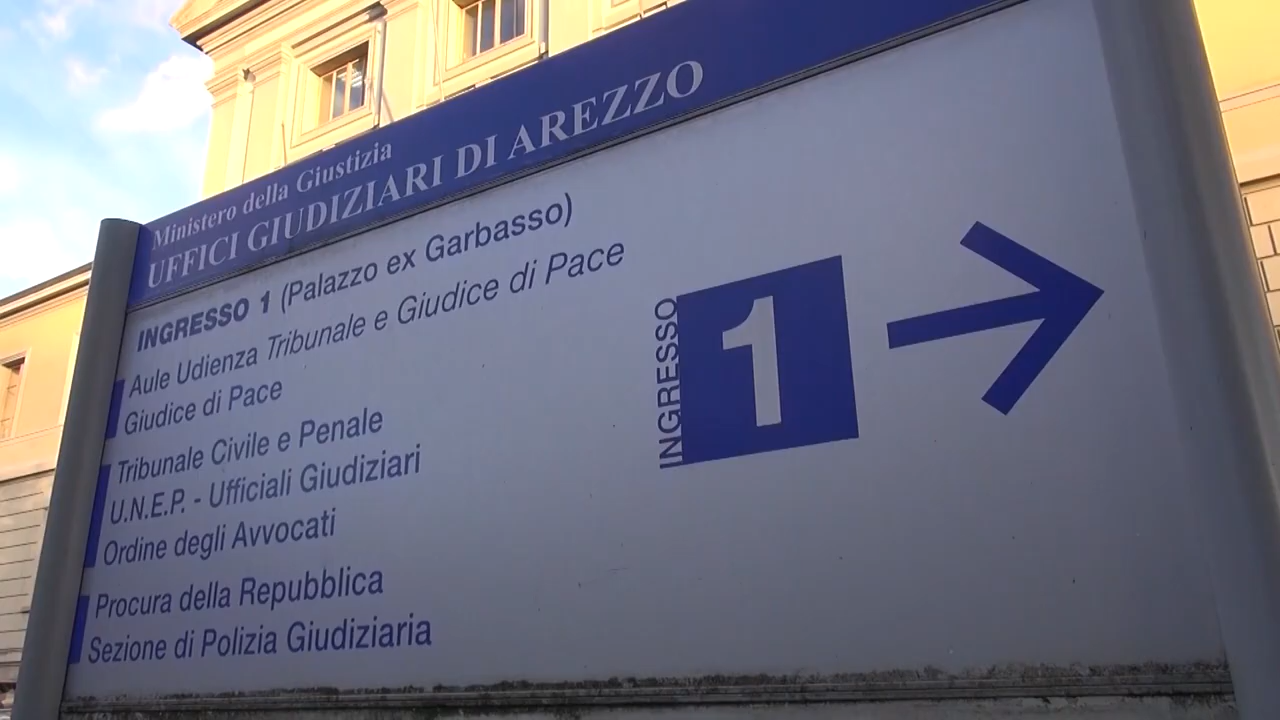 Ministero della Giustizia
UFFICI GIUDIZIARI DI AREZZO
INGRESSO 1 (Palazzo ex Garbasso)
Aule Udienza Tribunale e Giudice di Pace
Giudice di Pace
Tribunale Civile e Penale
U.N.E.P. - Ufficiali Giudiziari
Ordine degli Avvocati
Procura della Repubblica
Sezione di Polizia Giudiziaria
INGRESSO
1